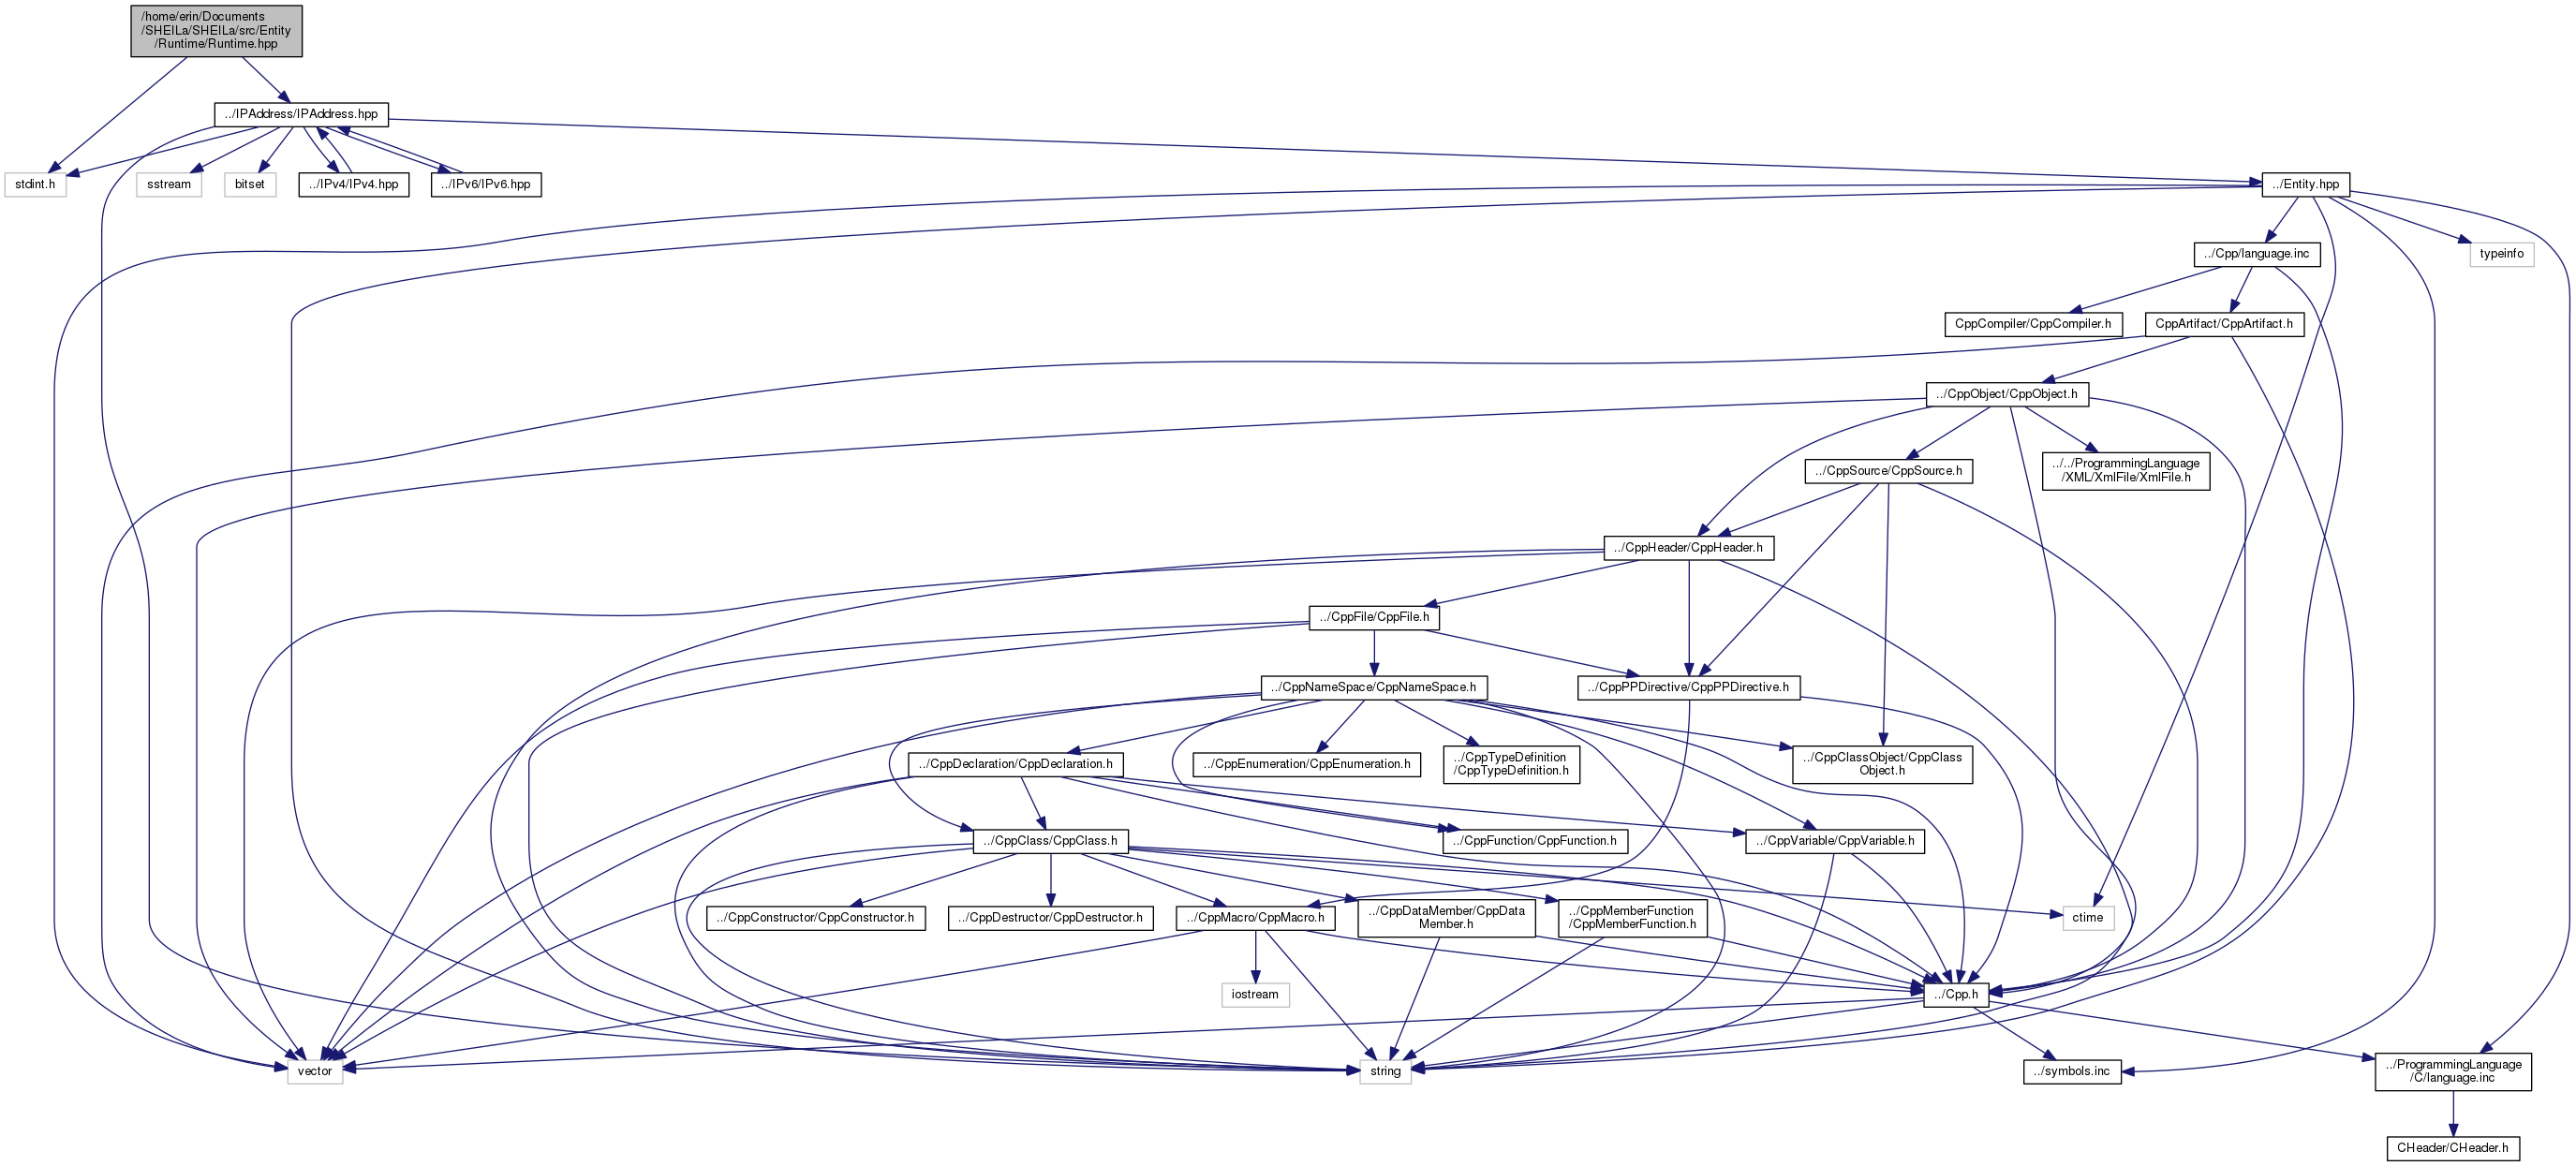 /home/erin/Documents
/SHEILa/SHEILa/src/Entity
/Runtime/Runtime.hpp
../IPAddress/IPAddress.hpp
stdint.h
sstream
bitset
../IPv4/IPv4.hpp
../IPv6/IPv6.hpp
../Entity.hpp
../Cpp/language.inc
typeinfo
CppCompiler/CppCompiler.h
CppArtifact/CppArtifact.h
../CppObject/CppObject.h
../CppSource/CppSource.h
../../ProgrammingLanguage
/XML/XmlFile/XmlFile.h
../CppHeader/CppHeader.h
../CppFile/CppFile.h
../CppNameSpace/CppNameSpace.h
../CppPPDirective/CppPPDirective.h
../CppDeclaration/CppDeclaration.h
../CppEnumeration/CppEnumeration.h
../CppTypeDefinition
/CppTypeDefinition.h
../CppClassObject/CppClass
Object.h
../CppClass/CppClass.h
../CppFunction/CppFunction.h
../CppVariable/CppVariable.h
../CppConstructor/CppConstructor.h
../CppDestructor/CppDestructor.h
../CppMacro/CppMacro.h
../CppDataMember/CppData
Member.h
../CppMemberFunction
/CppMemberFunction.h
ctime
iostream
../Cpp.h
vector
string
../symbols.inc
../ProgrammingLanguage
/C/language.inc
CHeader/CHeader.h